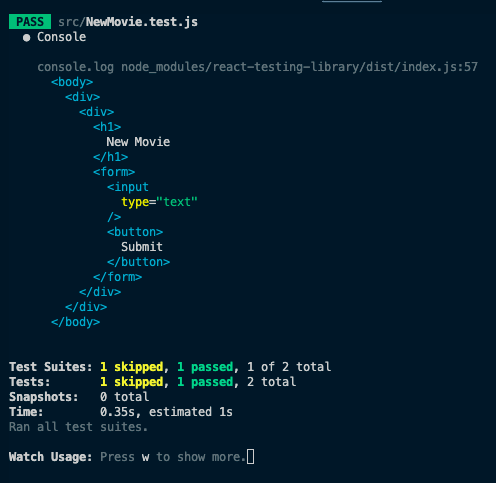 PASS src/NewMovie.test.js
● Console
console.log node_modules/react-testing-library/dist/index.js:57
<body>
<div>
<div>
<h1>
New Movie
</h1>
<form>
<input
type="text"
/>
<button>
Submit
</button>
</form>
</div>
</div>
</body>
Test Suites: 1 skipped, 1 passed, 1 of 2 total
Tests: 1 skipped, 1 passed, 2 total
Snapshots: 0 total
Time: 0.35s, estimated 1s
Ran all test suites.
Watch Usage: Press w to show more.